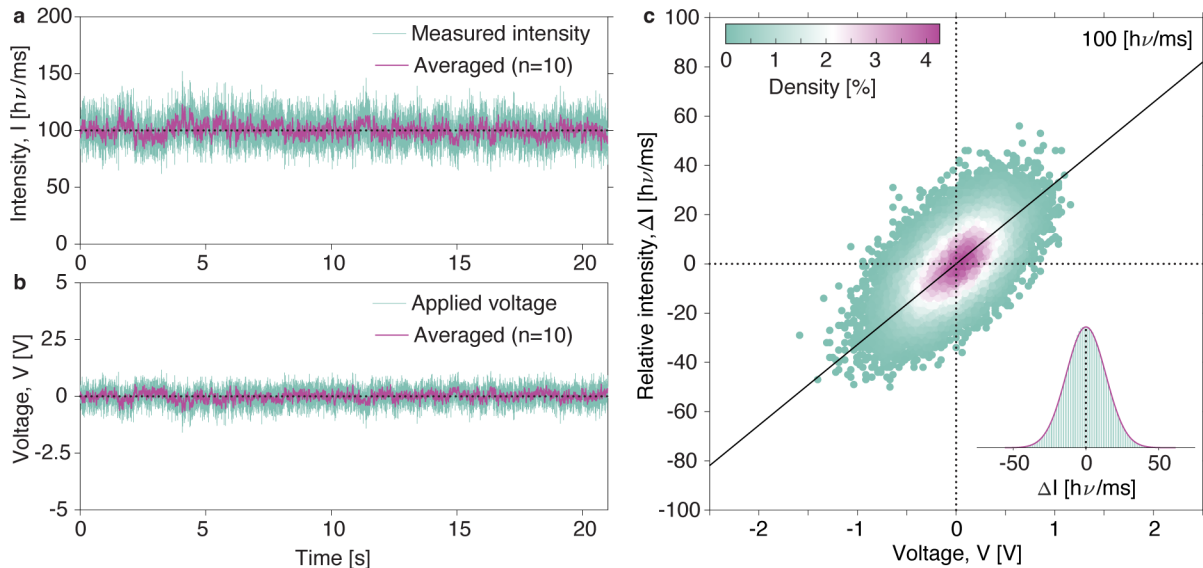 a
200
150
100
50
0
Intensity, I [hν/ms]
Measured intensity
Averaged (n=10)
0 5 10 15 20
b
5
2.5
0
-2.5
-5
Voltage, V [V]
Applied voltage
Averaged (n=10)
0 5 10 15 20
Time [s]
c
100
80
60
40
20
0
-20
-40
-60
-80
-100
Relative intensity, ΔI [hν/ms]
0 1 2 3 4
Density [%]
100 [hν/ms]
-50 0 50
ΔI [hν/ms]
-2 -1 0 1 2
Voltage, V [V]